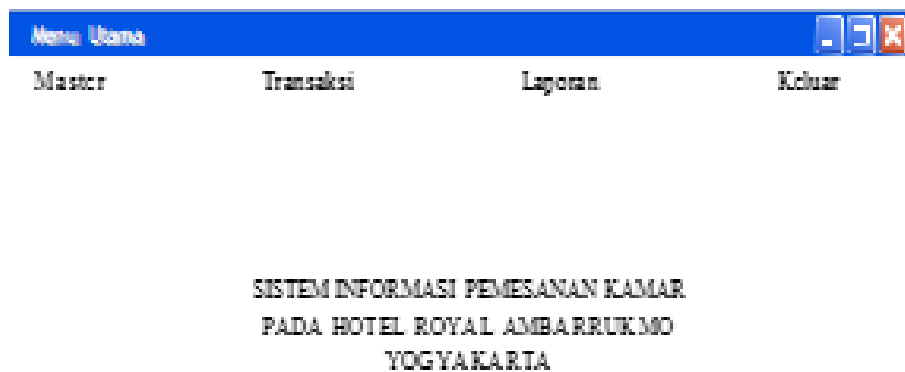 Menu Utama
Master Transaksi Laporan Keluar
SISTEM INFORMASI PEMESANAN KAMAR
PADA HOTEL ROYAL AMBARRUKMO
YOGYAKARTA